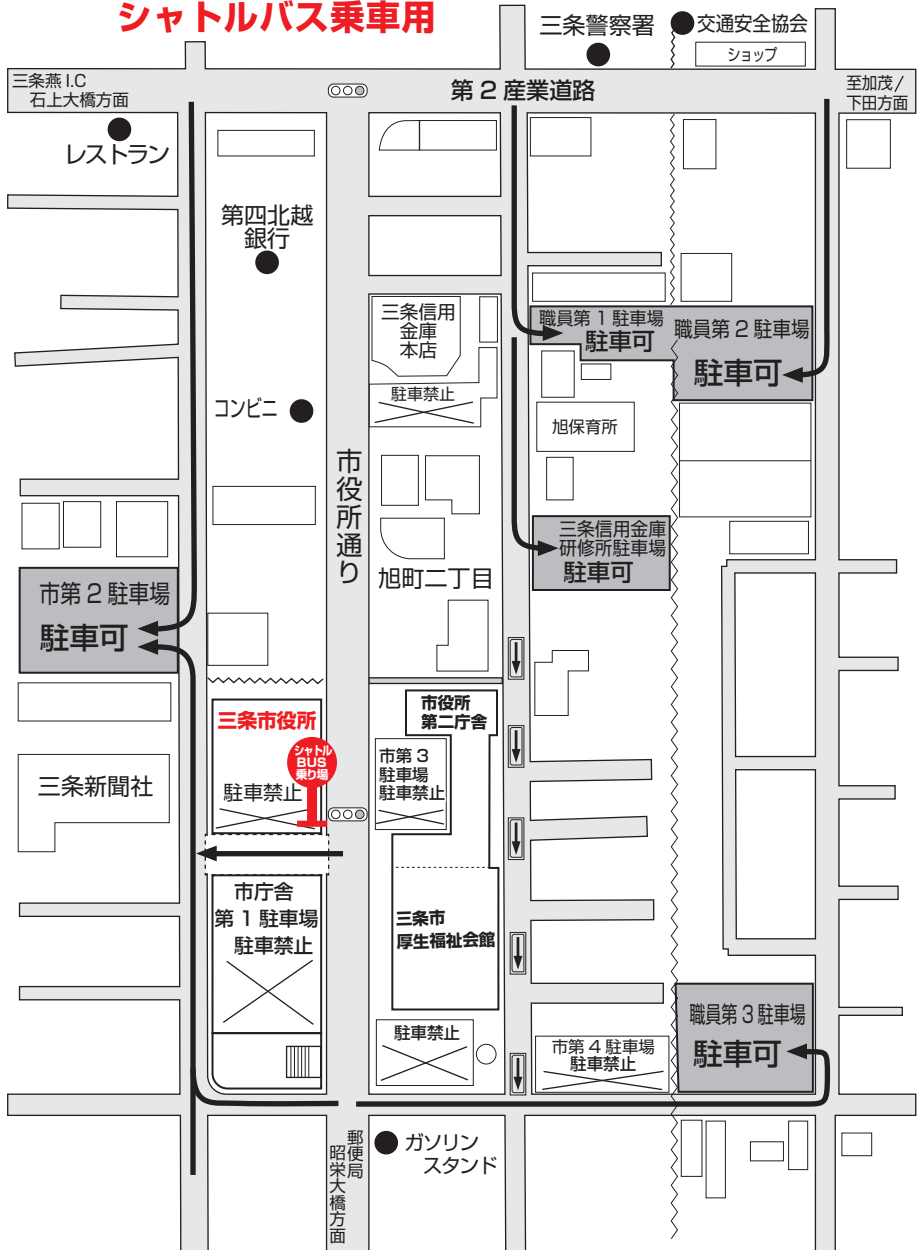 シャトルバス乗車用
三条警察署
交通安全協会
ショップ
三条燕I.C
石上大橋方面
第2産業道路
至加茂/
下田方面
レストラン
第四北越
銀行
三条信用
金庫
本店
駐車禁止
職員第1駐車場
駐車可
職員第2駐車場
駐車可
コンビニ
旭保育所
市役所通り
三条信用金庫
研修所駐車場
駐車可
旭町二丁目
市第2駐車場
駐車可
三条市役所
シャトル
BUS
乗り場
駐車禁止
市役所
第二庁舎
市第3
駐車場
駐車禁止
三条新聞社
市庁舎
第1駐車場
駐車禁止
三条市
厚生福祉会館
駐車禁止
市第4駐車場
駐車禁止
職員第3駐車場
駐車可
郵便局
昭栄大橋方面
ガソリン
スタンド